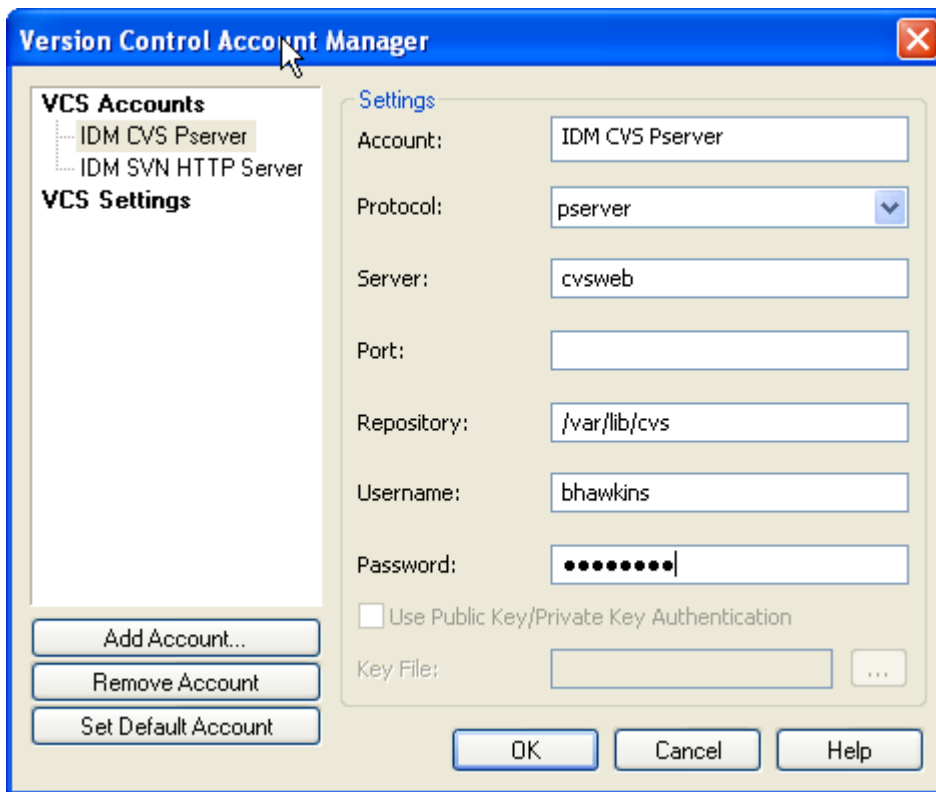 Version Control Account Manager
VCS Accounts
IDM CVS Pserver
IDM SVN HTTP Server
VCS Settings
Add Account...
Remove Account
Set Default Account
Settings
Account: IDM CVS Pserver
Protocol: pserver
Server: cvsweb
Port:
Repository: /var/lib/cvs
Username: bhawkins
Password: ●●●●●●●●
Use Public Key/Private Key Authentication
Key File: ...
OK Cancel Help